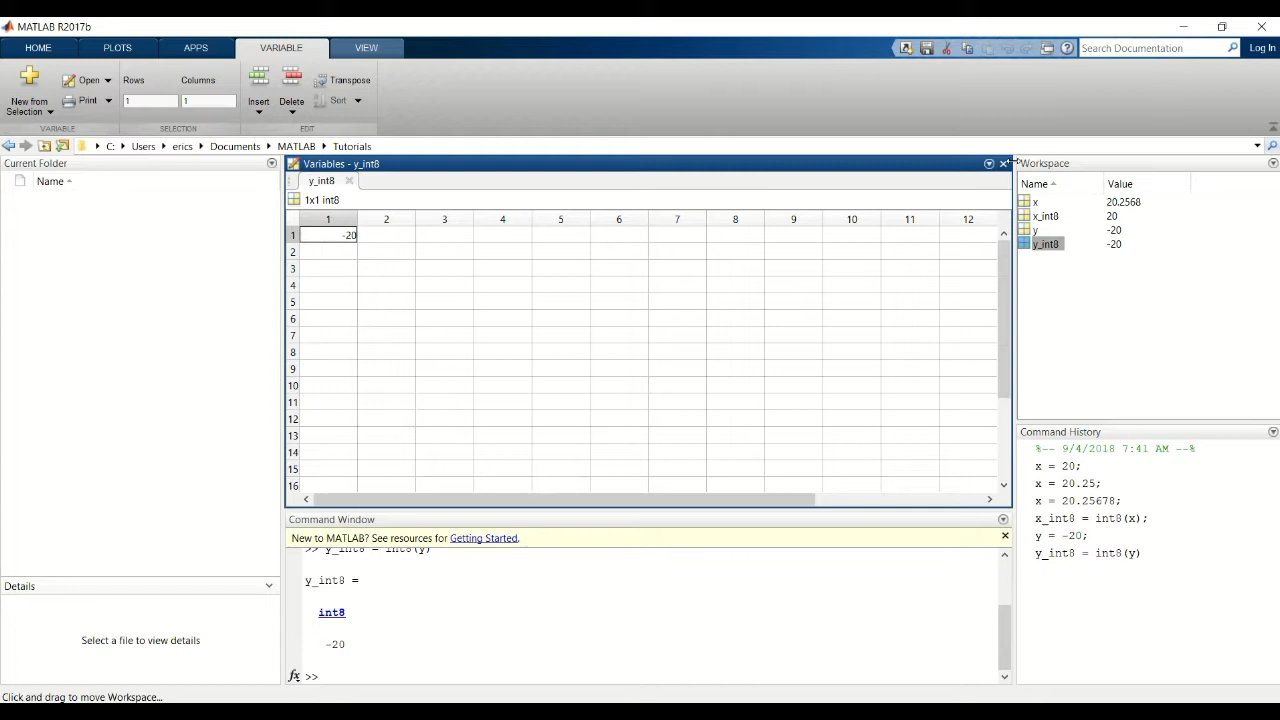 MATLAB R2017b
HOME PLOTS APPS VARIABLE VIEW
Search Documentation
Log In
New from
Selection
Open
Print
Rows
Columns
1
1
Insert
Delete
Transpose
Sort
VARIABLE
SELECTION
EDIT
C: Users erics Documents MATLAB Tutorials
Current Folder
Name
Details
Select a file to view details
Variables - y_int8
y_int8
1x1 int8
1 2 3 4 5 6 7 8 9 10 11 12
1 -20
2
3
4
5
6
7
8
9
10
11
12
13
14
15
16
Command Window
New to MATLAB? See resources for Getting Started.
>> y_int8 = int8(y)
y_int8 =
int8
-20
fx >>
Workspace
Name Value
x 20.2568
x_int8 20
y -20
y_int8 -20
Command History
%-- 9/4/2018 7:41 AM --%
x = 20;
x = 20.25;
x = 20.25678;
x_int8 = int8(x);
y = -20;
y_int8 = int8(y)
Click and drag to move Workspace...